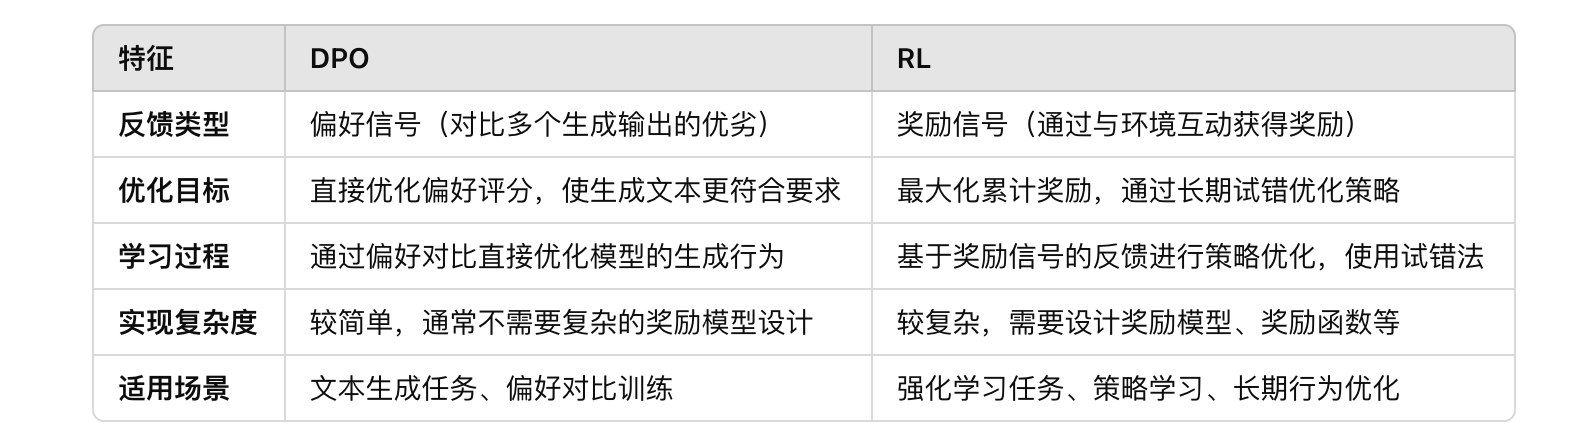 特征 DPO RL
反馈类型 偏好信号（对比多个生成输出的优劣） 奖励信号（通过与环境互动获得奖励）
优化目标 直接优化偏好评分，使生成文本更符合要求 最大化累计奖励，通过长期试错优化策略
学习过程 通过偏好对比直接优化模型的生成行为 基于奖励信号的反馈进行策略优化，使用试错法
实现复杂度 较简单，通常不需要复杂的奖励模型设计 较复杂，需要设计奖励模型、奖励函数等
适用场景 文本生成任务、偏好对比训练 强化学习任务、策略学习、长期行为优化